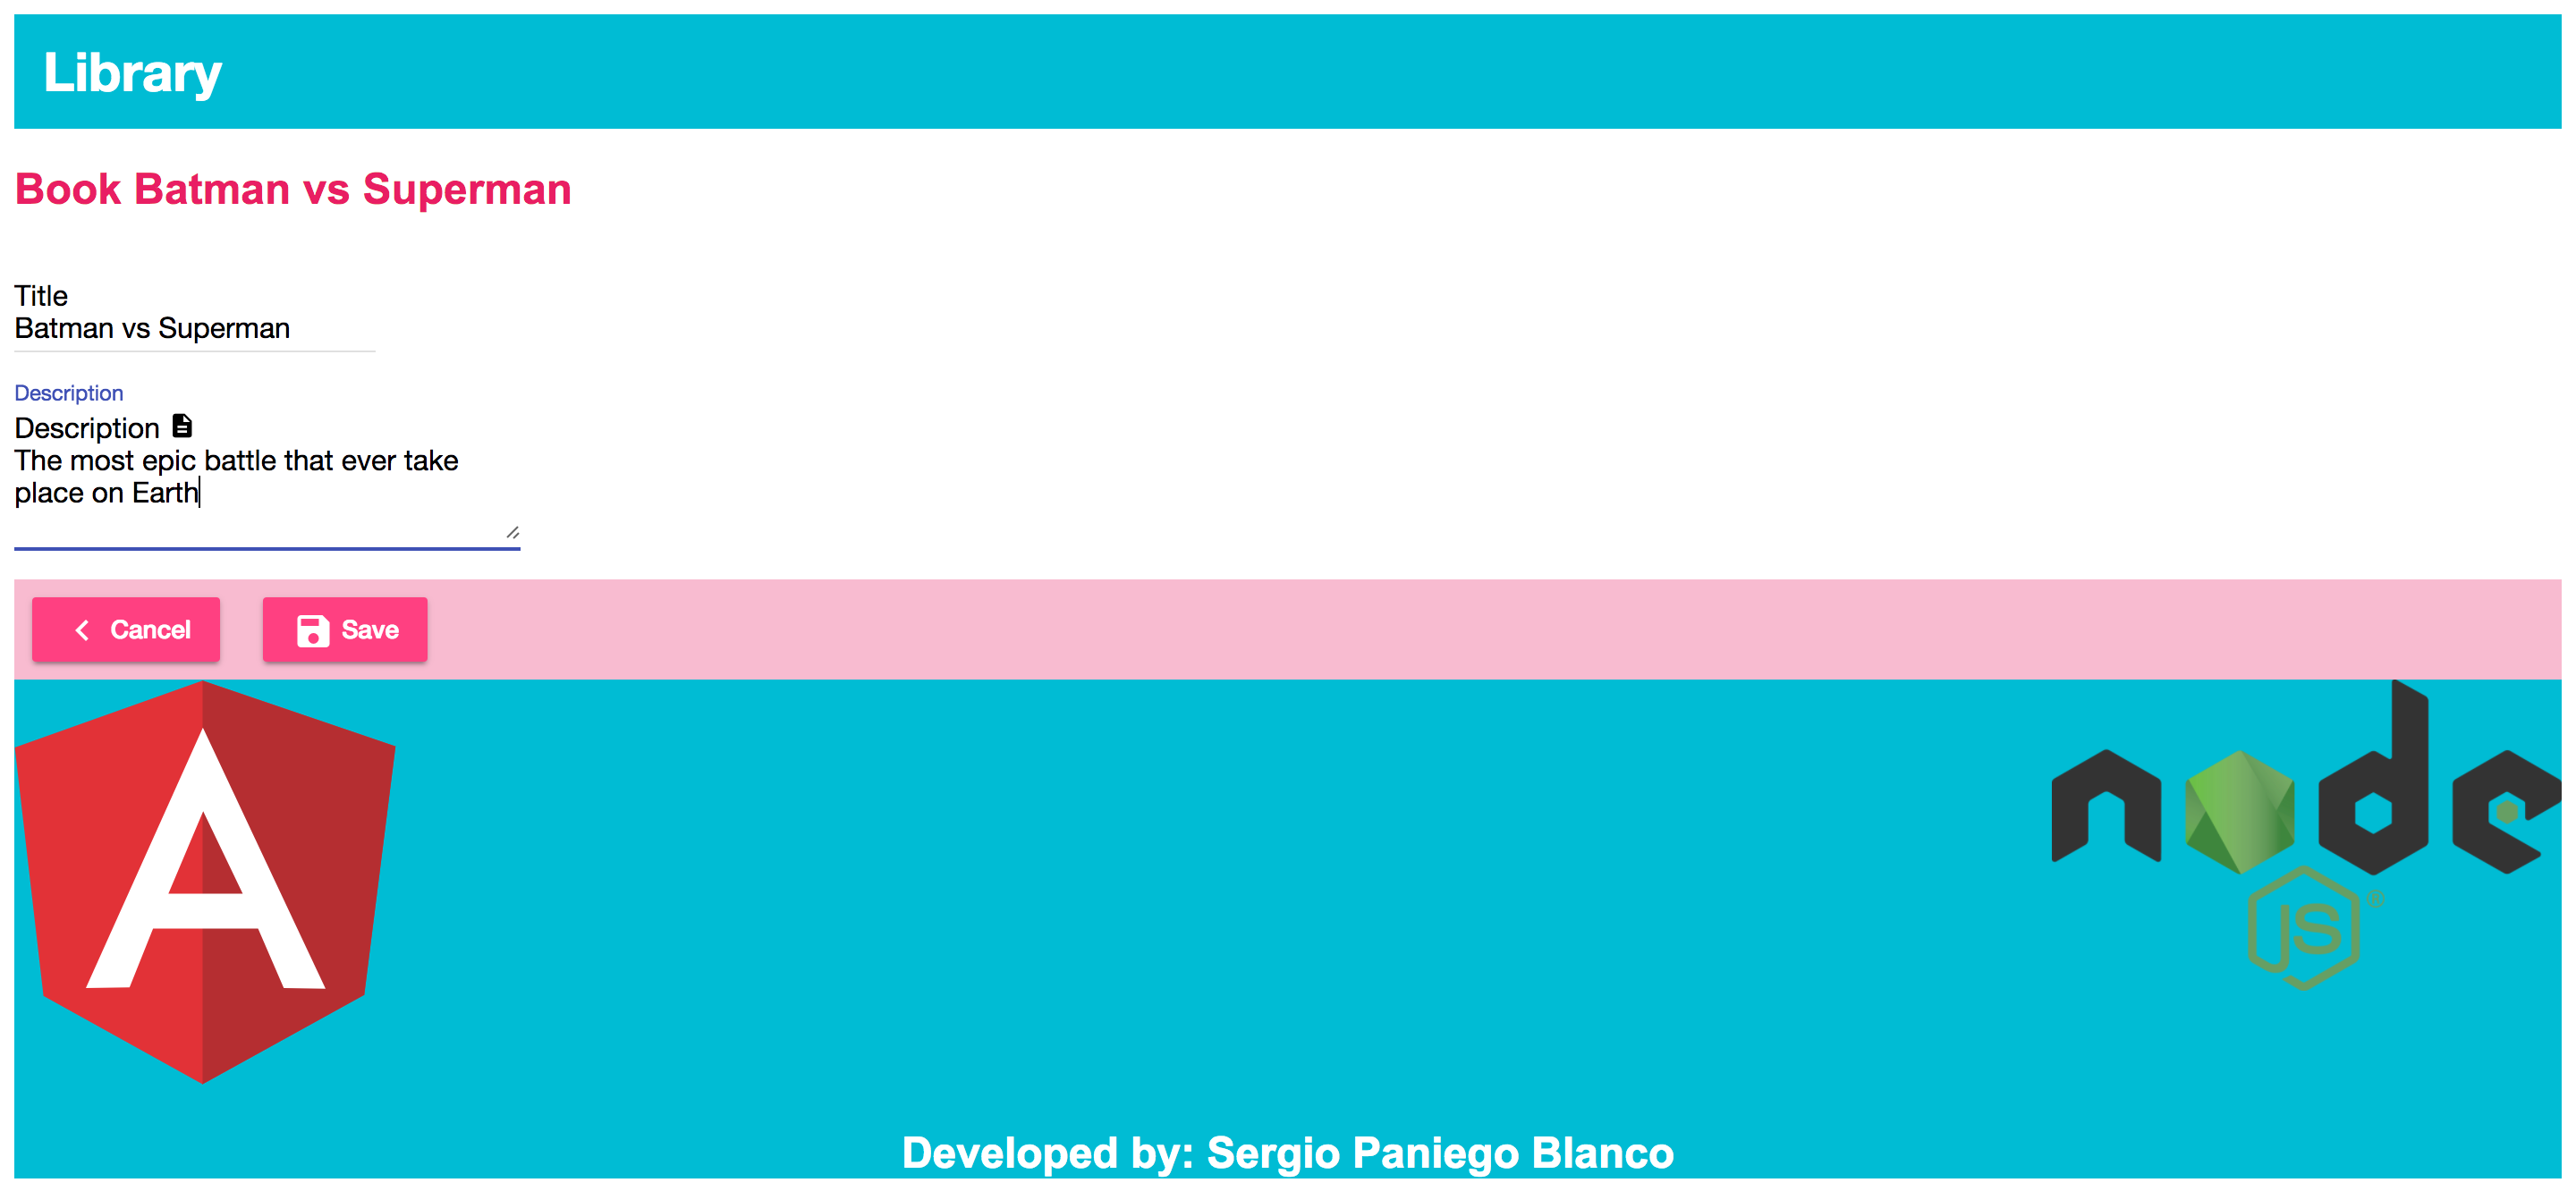 Library
Book Batman vs Superman
Title
Batman vs Superman
Description
Description
The most epic battle that ever take
place on Earth
Cancel
Save
A
node
JS®
Developed by: Sergio Paniego Blanco